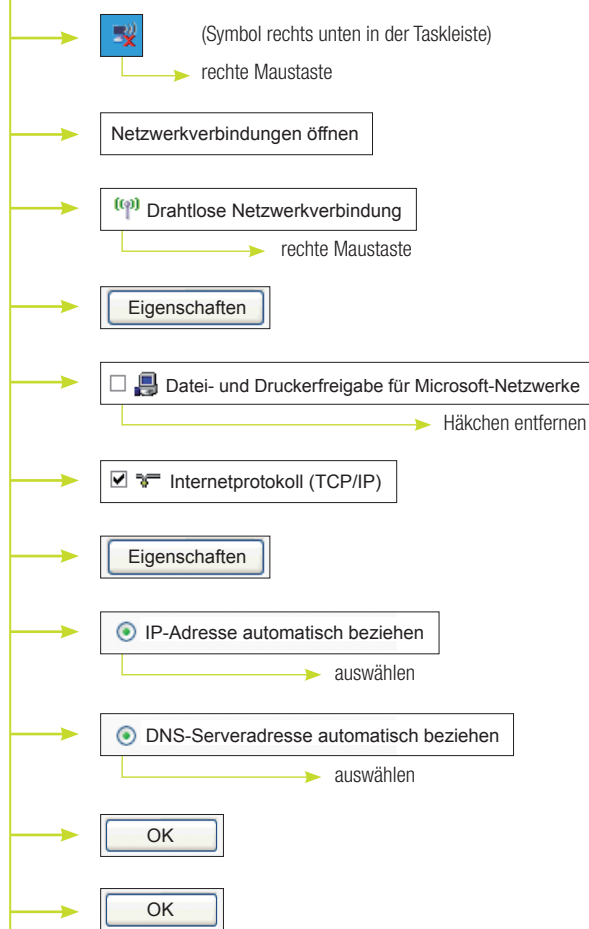 (Symbol rechts unten in der Taskleiste)
rechte Maustaste
Netzwerkverbindungen öffnen
Drahtlose Netzwerkverbindung
rechte Maustaste
Eigenschaften
Datei- und Druckerfreigabe für Microsoft-Netzwerke
Häkchen entfernen
Internetprotokoll (TCP/IP)
Eigenschaften
IP-Adresse automatisch beziehen
auswählen
DNS-Serveradresse automatisch beziehen
auswählen
OK
OK